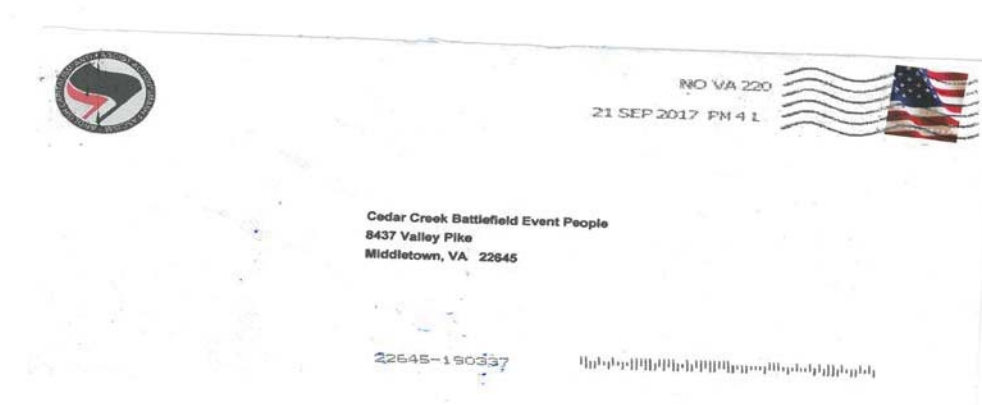 NO VA 220
21 SEP 2017 PM 4 L
Cedar Creek Battlefield Event People
8437 Valley Pike
Middletown, VA 22645
22645-190337